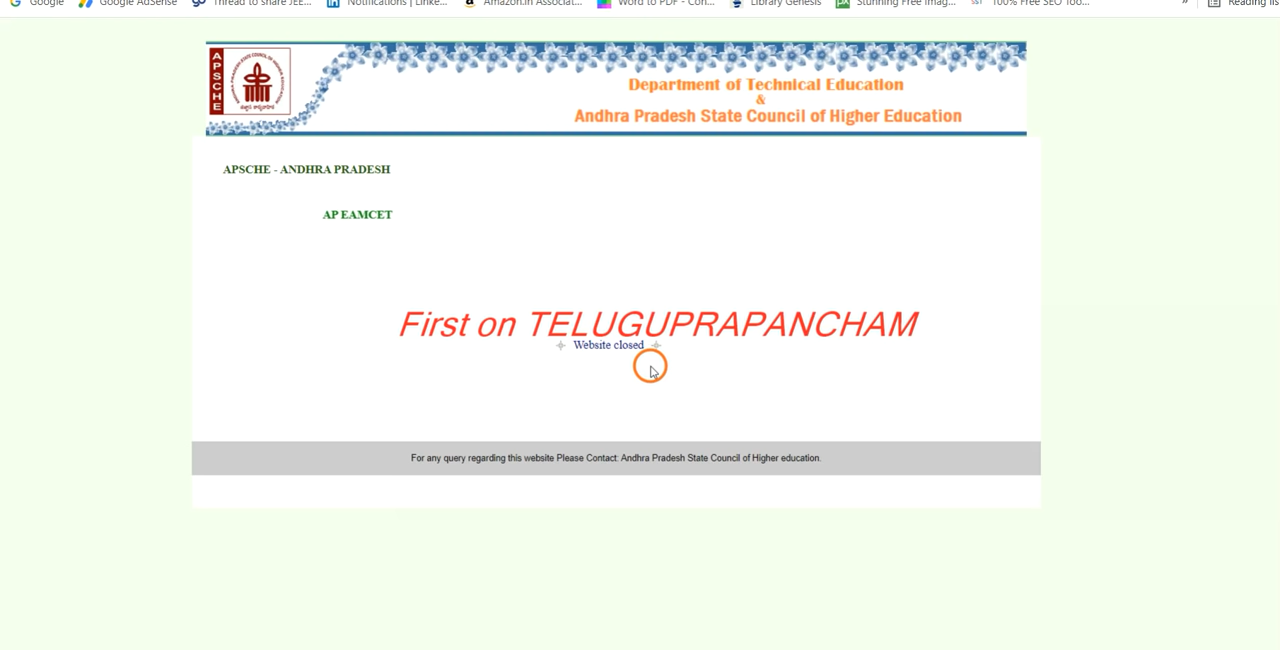 Google
Google AdSense
Thread to share JEE...
Notifications | Linke...
Amazon.in Associat...
Word to PDF - Con...
Library Genesis
Stunning Free Imag...
100% Free SEO Too...
»
Reading lis
APSCHE
Department of Technical Education
&
Andhra Pradesh State Council of Higher Education
APSCHE - ANDHRA PRADESH
AP EAMCET
First on TELUGUPRAPANCHAM
Website closed
For any query regarding this website Please Contact: Andhra Pradesh State Council of Higher education.